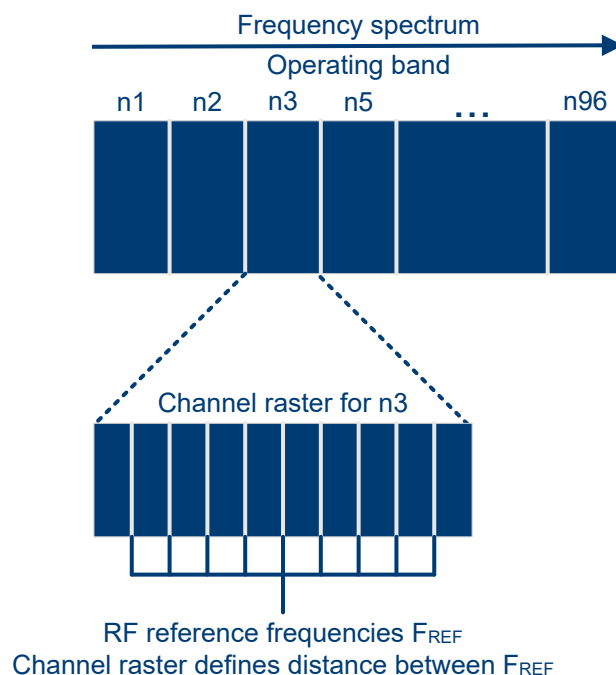 Frequency spectrum
Operating band
n1 n2 n3 n5 ... n96
Channel raster for n3
RF reference frequencies FREF
Channel raster defines distance between FREF